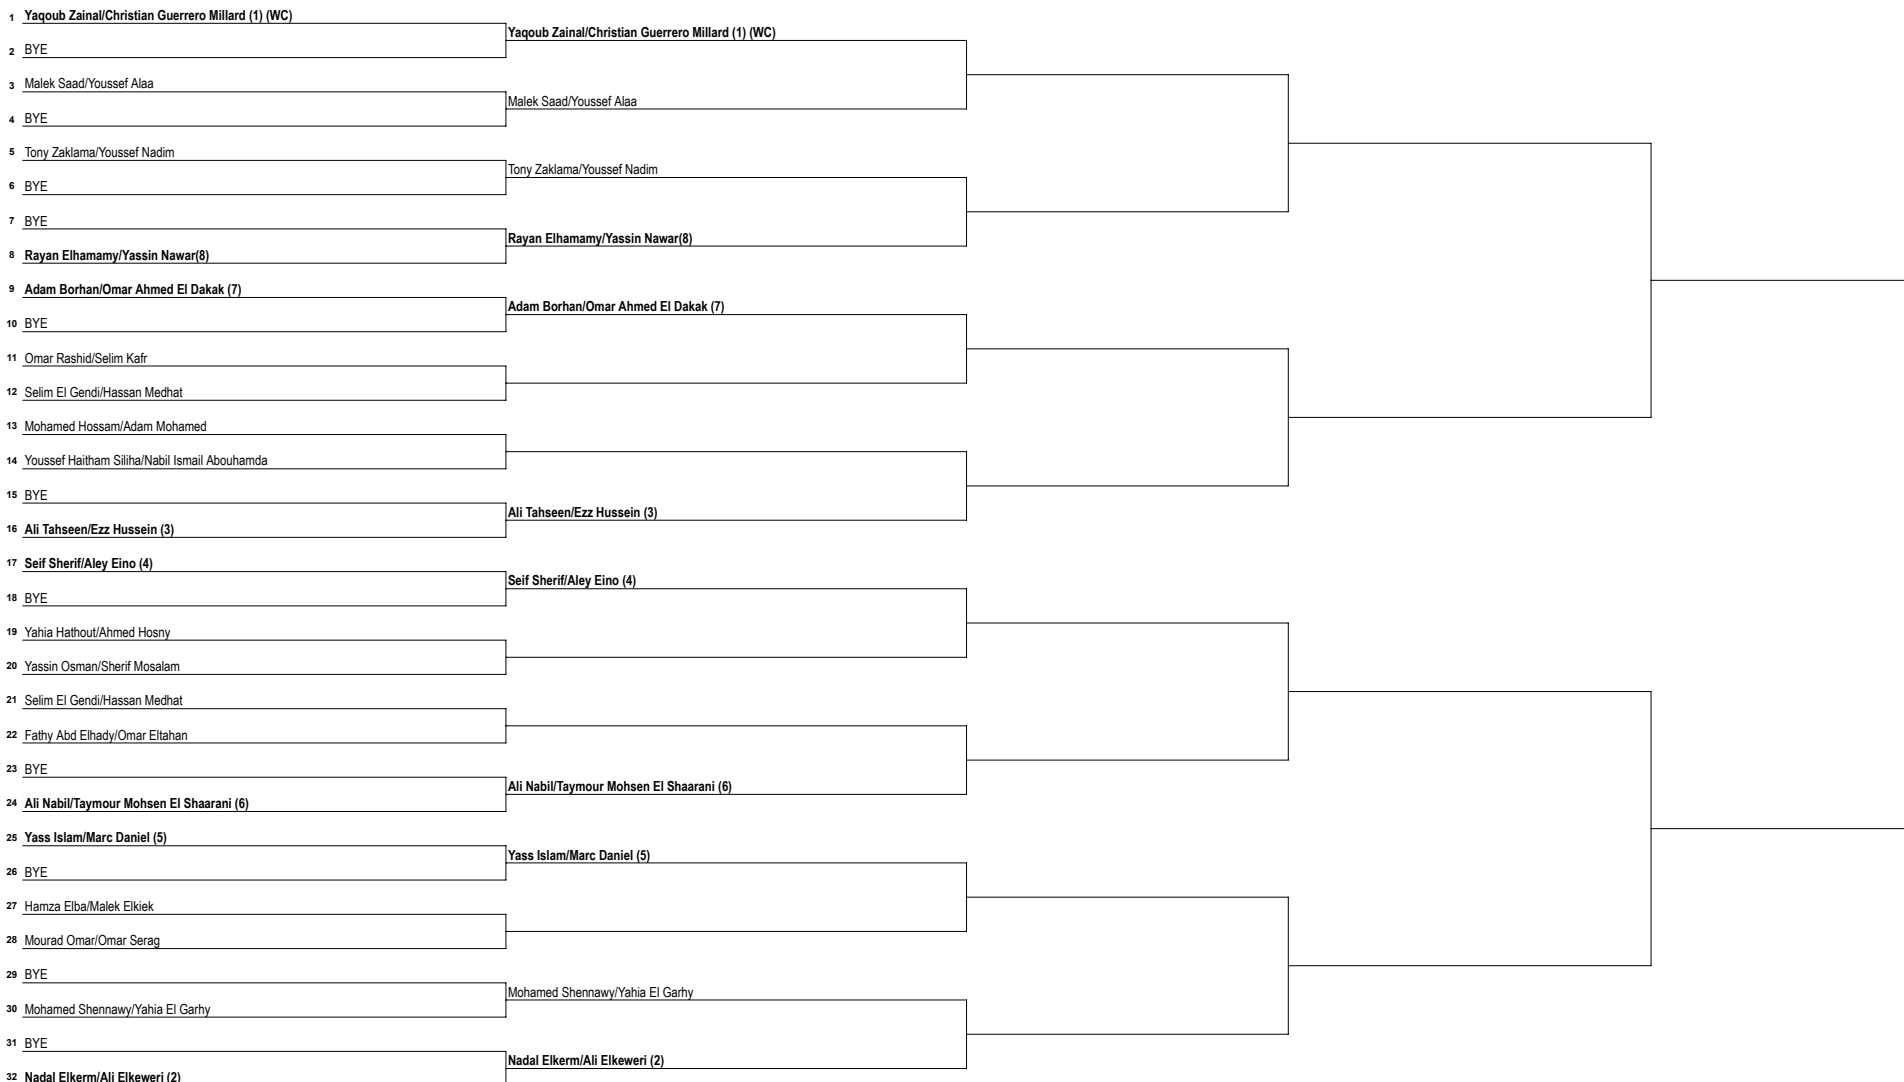 1 Yaqoub Zainal/Christian Guerrero Millard (1) (WC)
Yaqoub Zainal/Christian Guerrero Millard (1) (WC)
2 BYE
3 Malek Saad/Youssef Alaa
Malek Saad/Youssef Alaa
4 BYE
5 Tony Zaklama/Youssef Nadim
Tony Zaklama/Youssef Nadim
6 BYE
7 BYE
Rayan Elhamamy/Yassin Nawar(8)
8 Rayan Elhamamy/Yassin Nawar(8)
9 Adam Borhan/Omar Ahmed El Dakak (7)
Adam Borhan/Omar Ahmed El Dakak (7)
10 BYE
11 Omar Rashid/Selim Kafr
12 Selim El Gendi/Hassan Medhat
13 Mohamed Hossam/Adam Mohamed
14 Youssef Haitham Siliha/Nabil Ismail Abouhamda
15 BYE
Ali Tahseen/Ezz Hussein (3)
16 Ali Tahseen/Ezz Hussein (3)
17 Seif Sherif/Aley Eino (4)
Seif Sherif/Aley Eino (4)
18 BYE
19 Yahia Hathout/Ahmed Hosny
20 Yassin Osman/Sherif Mosalam
21 Selim El Gendi/Hassan Medhat
22 Fathy Abd Elhady/Omar Eltahan
23 BYE
Ali Nabil/Taymour Mohsen El Shaarani (6)
24 Ali Nabil/Taymour Mohsen El Shaarani (6)
25 Yass Islam/Marc Daniel (5)
Yass Islam/Marc Daniel (5)
26 BYE
27 Hamza Elba/Malek Elkiek
28 Mourad Omar/Omar Serag
29 BYE
Mohamed Shennawy/Yahia El Garhy
30 Mohamed Shennawy/Yahia El Garhy
31 BYE
Nadal Elkerm/Ali Elkeweri (2)
32 Nadal Elkerm/Ali Elkeweri (2)